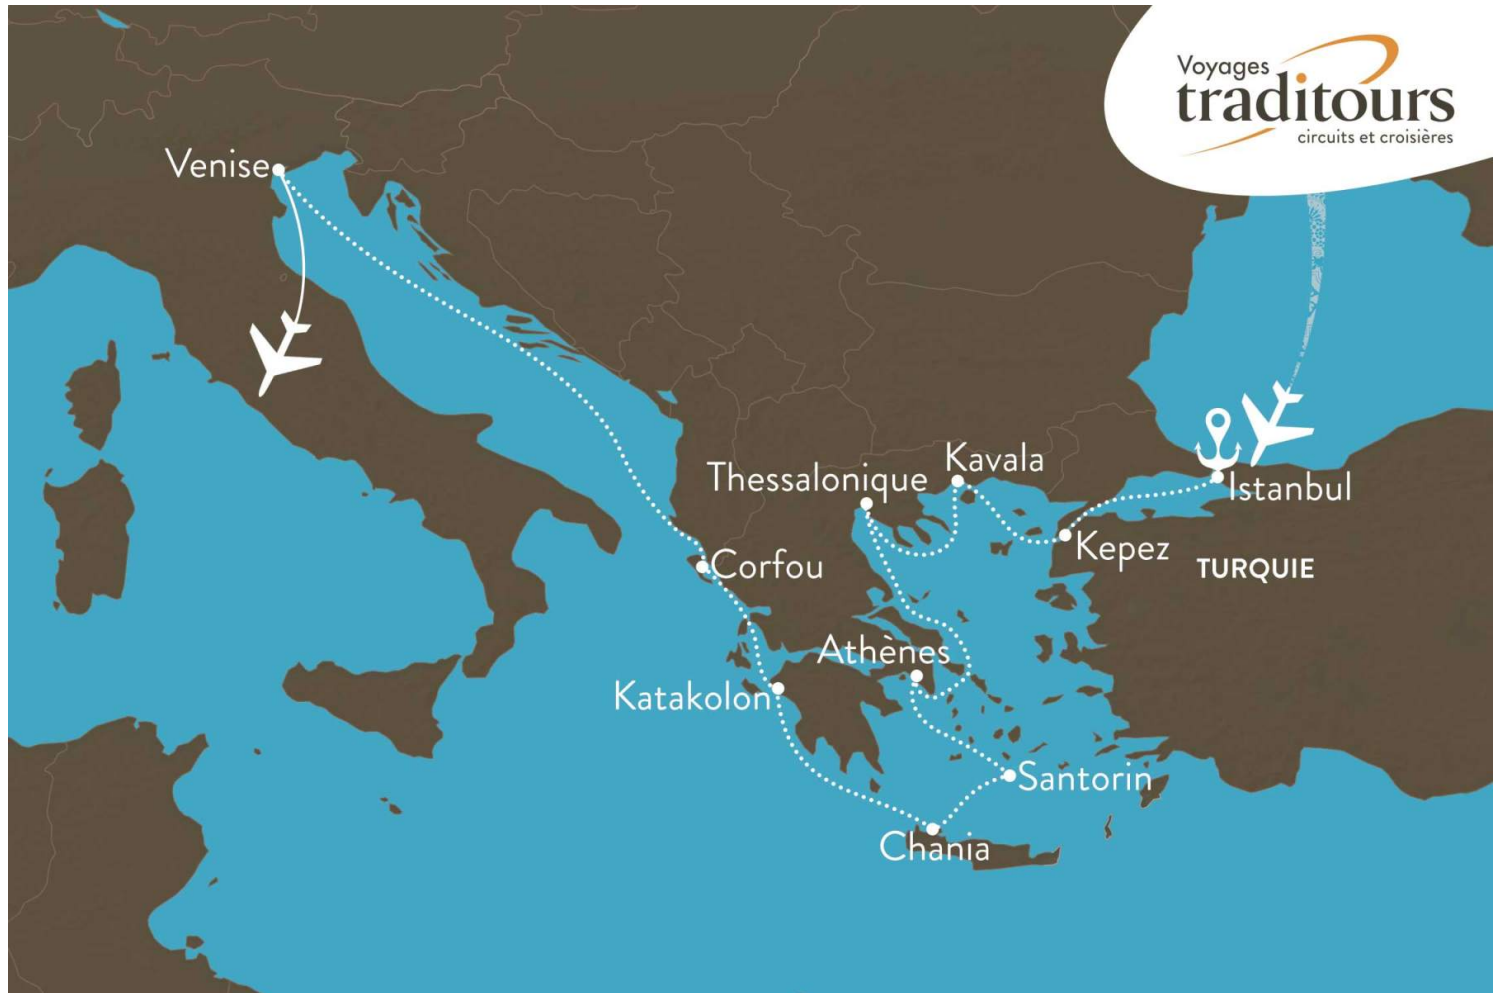 Voyages
traditours
circuits et croisières
Venise
Kavala
Thessalonique
Istanbul
Kepez
Corfou
TURQUIE
Athènes
Katakolon
Santorin
Chania